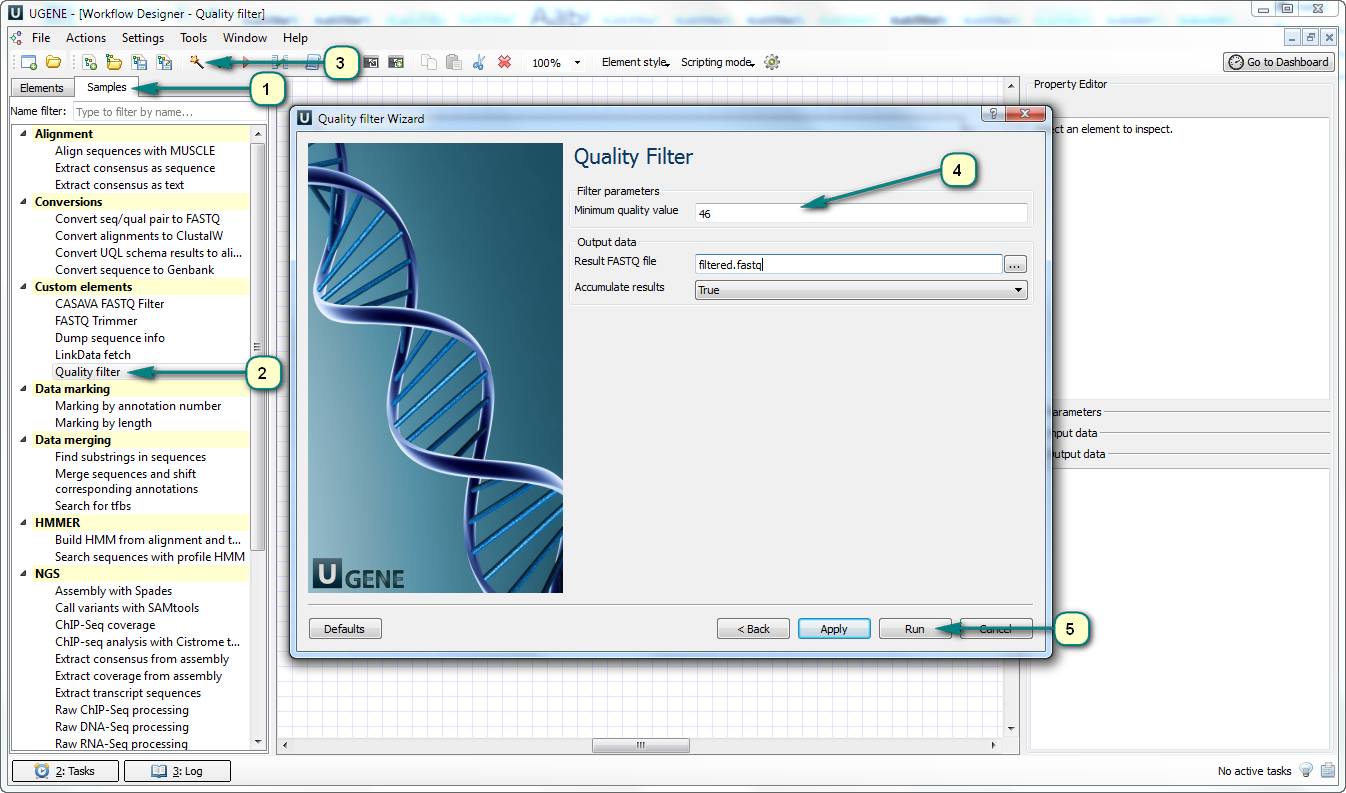 UGENE - [Workflow Designer - Quality filter]
File Actions Settings Tools Window Help
100% Element style. Scripting mode. Go to Dashboard
3
Elements Samples
1
Name filter: Type to filter by name...
Alignment
Align sequences with MUSCLE
Extract consensus as sequence
Extract consensus as text
Conversions
Convert seq/qual pair to FASTQ
Convert alignments to ClustalW
Convert UQL schema results to ali...
Convert sequence to Genbank
Custom elements
CASAVA FASTQ Filter
FASTQ Trimmer
Dump sequence info
LinkData fetch
Quality filter
2
Data marking
Marking by annotation number
Marking by length
Data merging
Find substrings in sequences
Merge sequences and shift
corresponding annotations
Search for tfbs
HMMER
Build HMM from alignment and t...
Search sequences with profile HMM
NGS
Assembly with Spades
Call variants with SAMtools
ChIP-Seq coverage
ChIP-seq analysis with Cistrome t...
Extract consensus from assembly
Extract coverage from assembly
Extract transcript sequences
Raw ChIP-Seq processing
Raw DNA-Seq processing
Raw RNA-Seq processing
Quality filter Wizard
Quality Filter
4
Filter parameters
Minimum quality value 46
Output data
Result FASTQ file filtered.fastq ...
Accumulate results True
UGENE
Defaults < Back Apply Run Cancel
5
Property Editor
ct an element to inspect.
arameters
nput data
utput data
2: Tasks 3: Log No active tasks